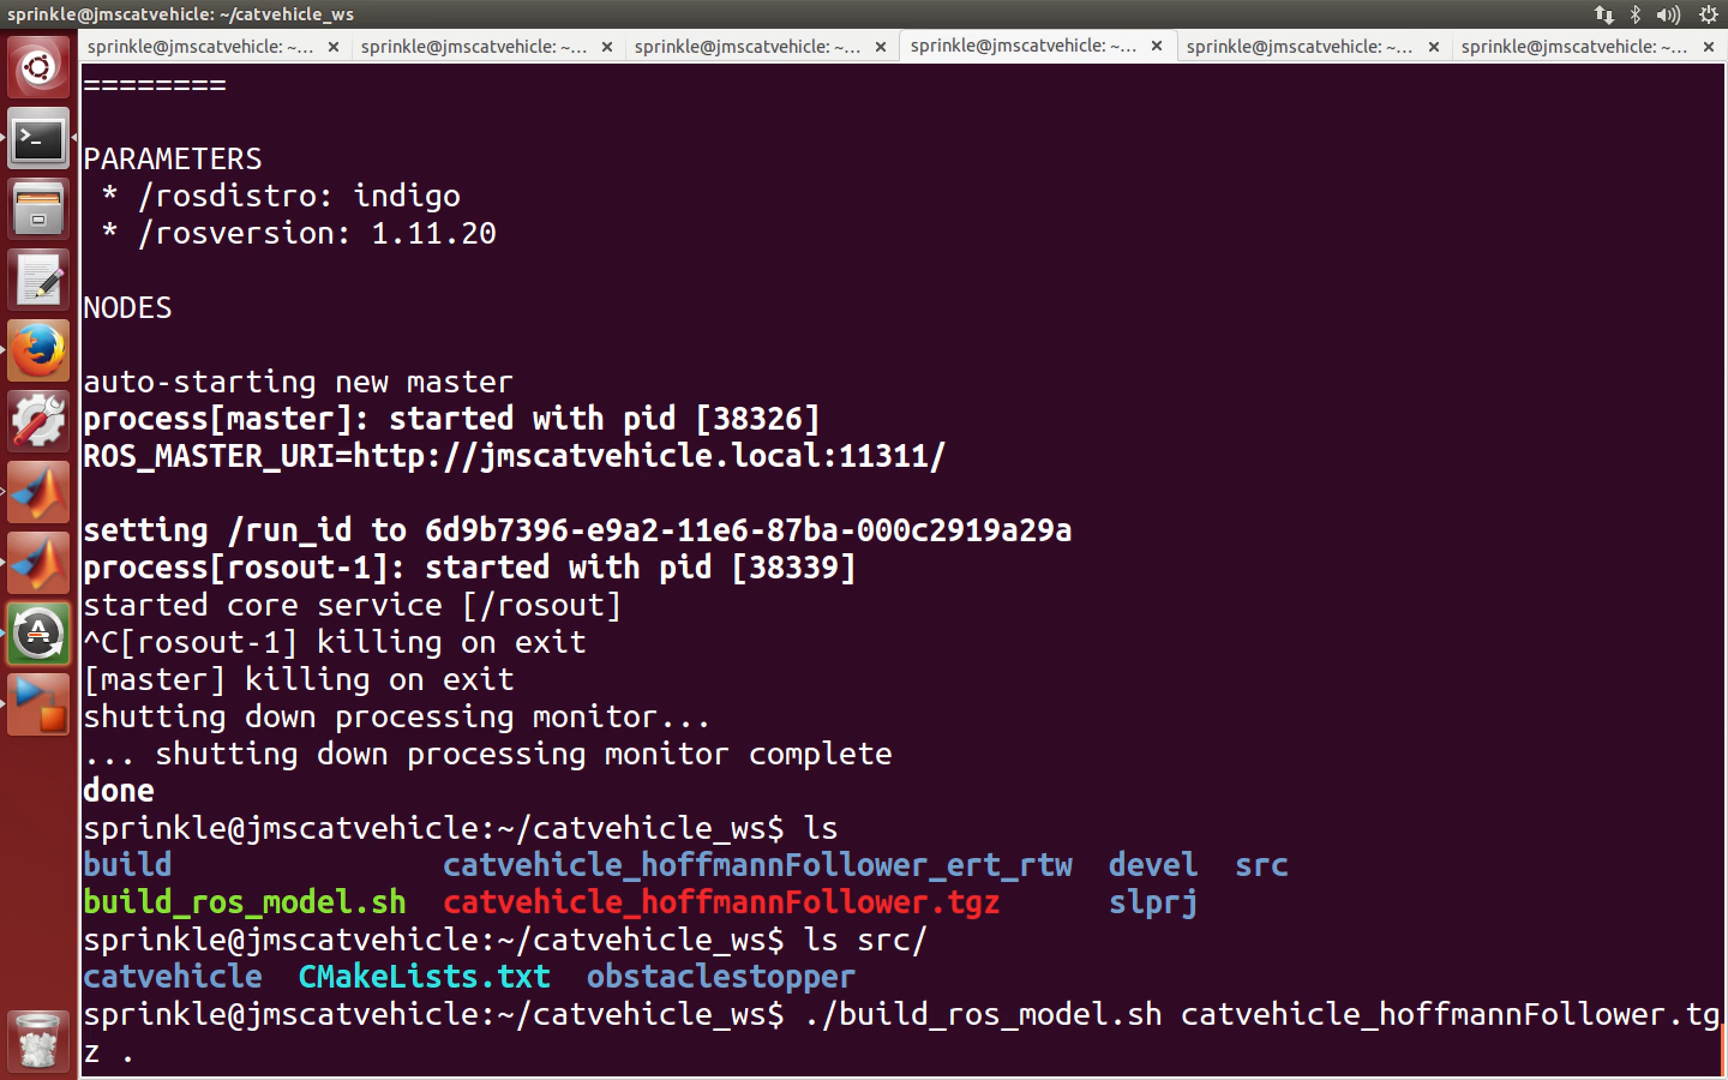 sprinkle@jmscatvehicle: ~/catvehicle_ws
sprinkle@jmscatvehicle: ~... × sprinkle@jmscatvehicle: ~... × sprinkle@jmscatvehicle: ~... × sprinkle@jmscatvehicle: ~... × sprinkle@jmscatvehicle: ~... × sprinkle@jmscatvehicle: ~... ×
========
PARAMETERS
 * /rosdistro: indigo
 * /rosversion: 1.11.20
NODES
auto-starting new master
process[master]: started with pid [38326]
ROS_MASTER_URI=http://jmscatvehicle.local:11311/
setting /run_id to 6d9b7396-e9a2-11e6-87ba-000c2919a29a
process[rosout-1]: started with pid [38339]
started core service [/rosout]
^C[rosout-1] killing on exit
[master] killing on exit
shutting down processing monitor...
... shutting down processing monitor complete
done
sprinkle@jmscatvehicle:~/catvehicle_ws$ ls
build catvehicle_hoffmannFollower_ert_rtw devel src
build_ros_model.sh catvehicle_hoffmannFollower.tgz slprj
sprinkle@jmscatvehicle:~/catvehicle_ws$ ls src/
catvehicle CMakeLists.txt obstaclestopper
sprinkle@jmscatvehicle:~/catvehicle_ws$ ./build_ros_model.sh catvehicle_hoffmannFollower.tg
z .